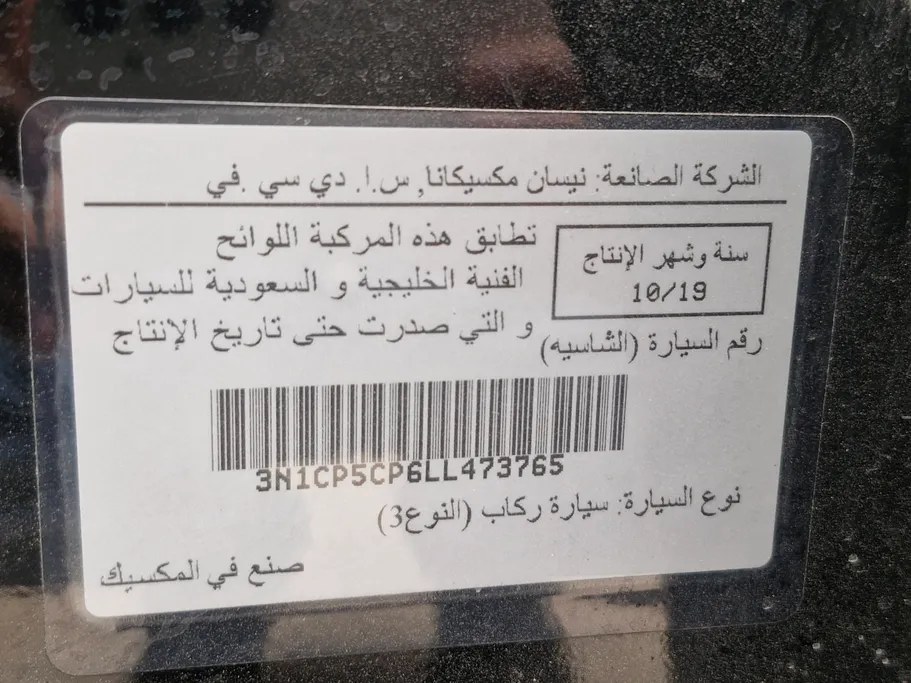 الشركة الصانعة: نيسان مكسيكانا, س.ا. دي سي .في
سنة وشهر الإنتاج
10/19
تطابق هذه المركبة اللوائح
الفنية الخليجية و السعودية للسيارات
و التي صدرت حتى تاريخ الإنتاج
رقم السيارة (الشاسيه)
3N1CP5CP6LL473765
نوع السيارة: سيارة ركاب (النوع3)
صنع في المكسيك